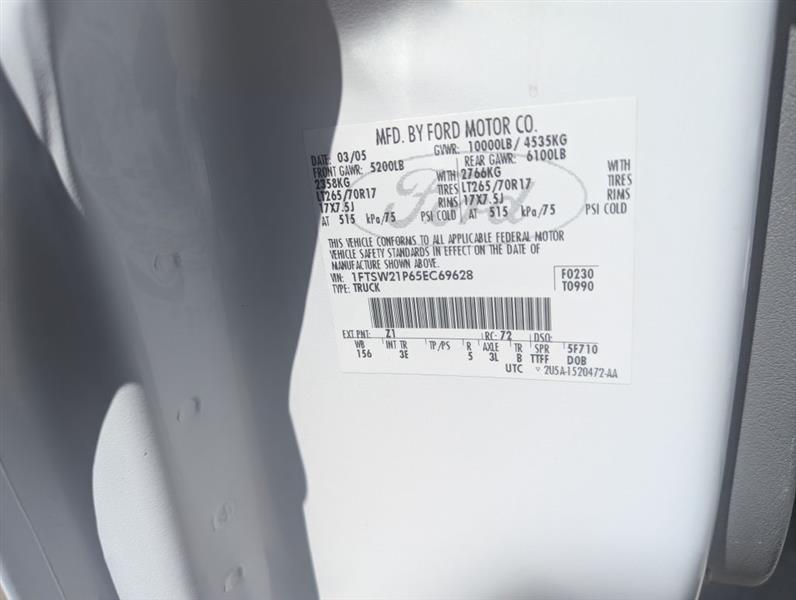 MFD. BY FORD MOTOR CO.
DATE: 03/05 GVWR: 10000LB/ 4535KG
FRONT GAWR: 5200LB REAR GAWR: 6100LB
2358KG WITH 2766KG WITH
LT265/70R17 TIRES LT265/70R17 TIRES
17X7.5J RIMS 17X7.5J RIMS
AT 515 kPa/75 PSI COLD AT 515 kPa/75 PSI COLD
Ford
THIS VEHICLE CONFORMS TO ALL APPLICABLE FEDERAL MOTOR
VEHICLE SAFETY STANDARDS IN EFFECT ON THE DATE OF
MANUFACTURE SHOWN ABOVE.
VIN: 1FTSW21P65EC69628 F0230
TYPE: TRUCK T0990
EXT PNT: Z1 RC: 72 DSO:
WB INT TR TP/PS R AXLE TR SPR 5F710
156 3E 5 3L B TTFF DOB
UTC ▽ 2U5A-1520472-AA